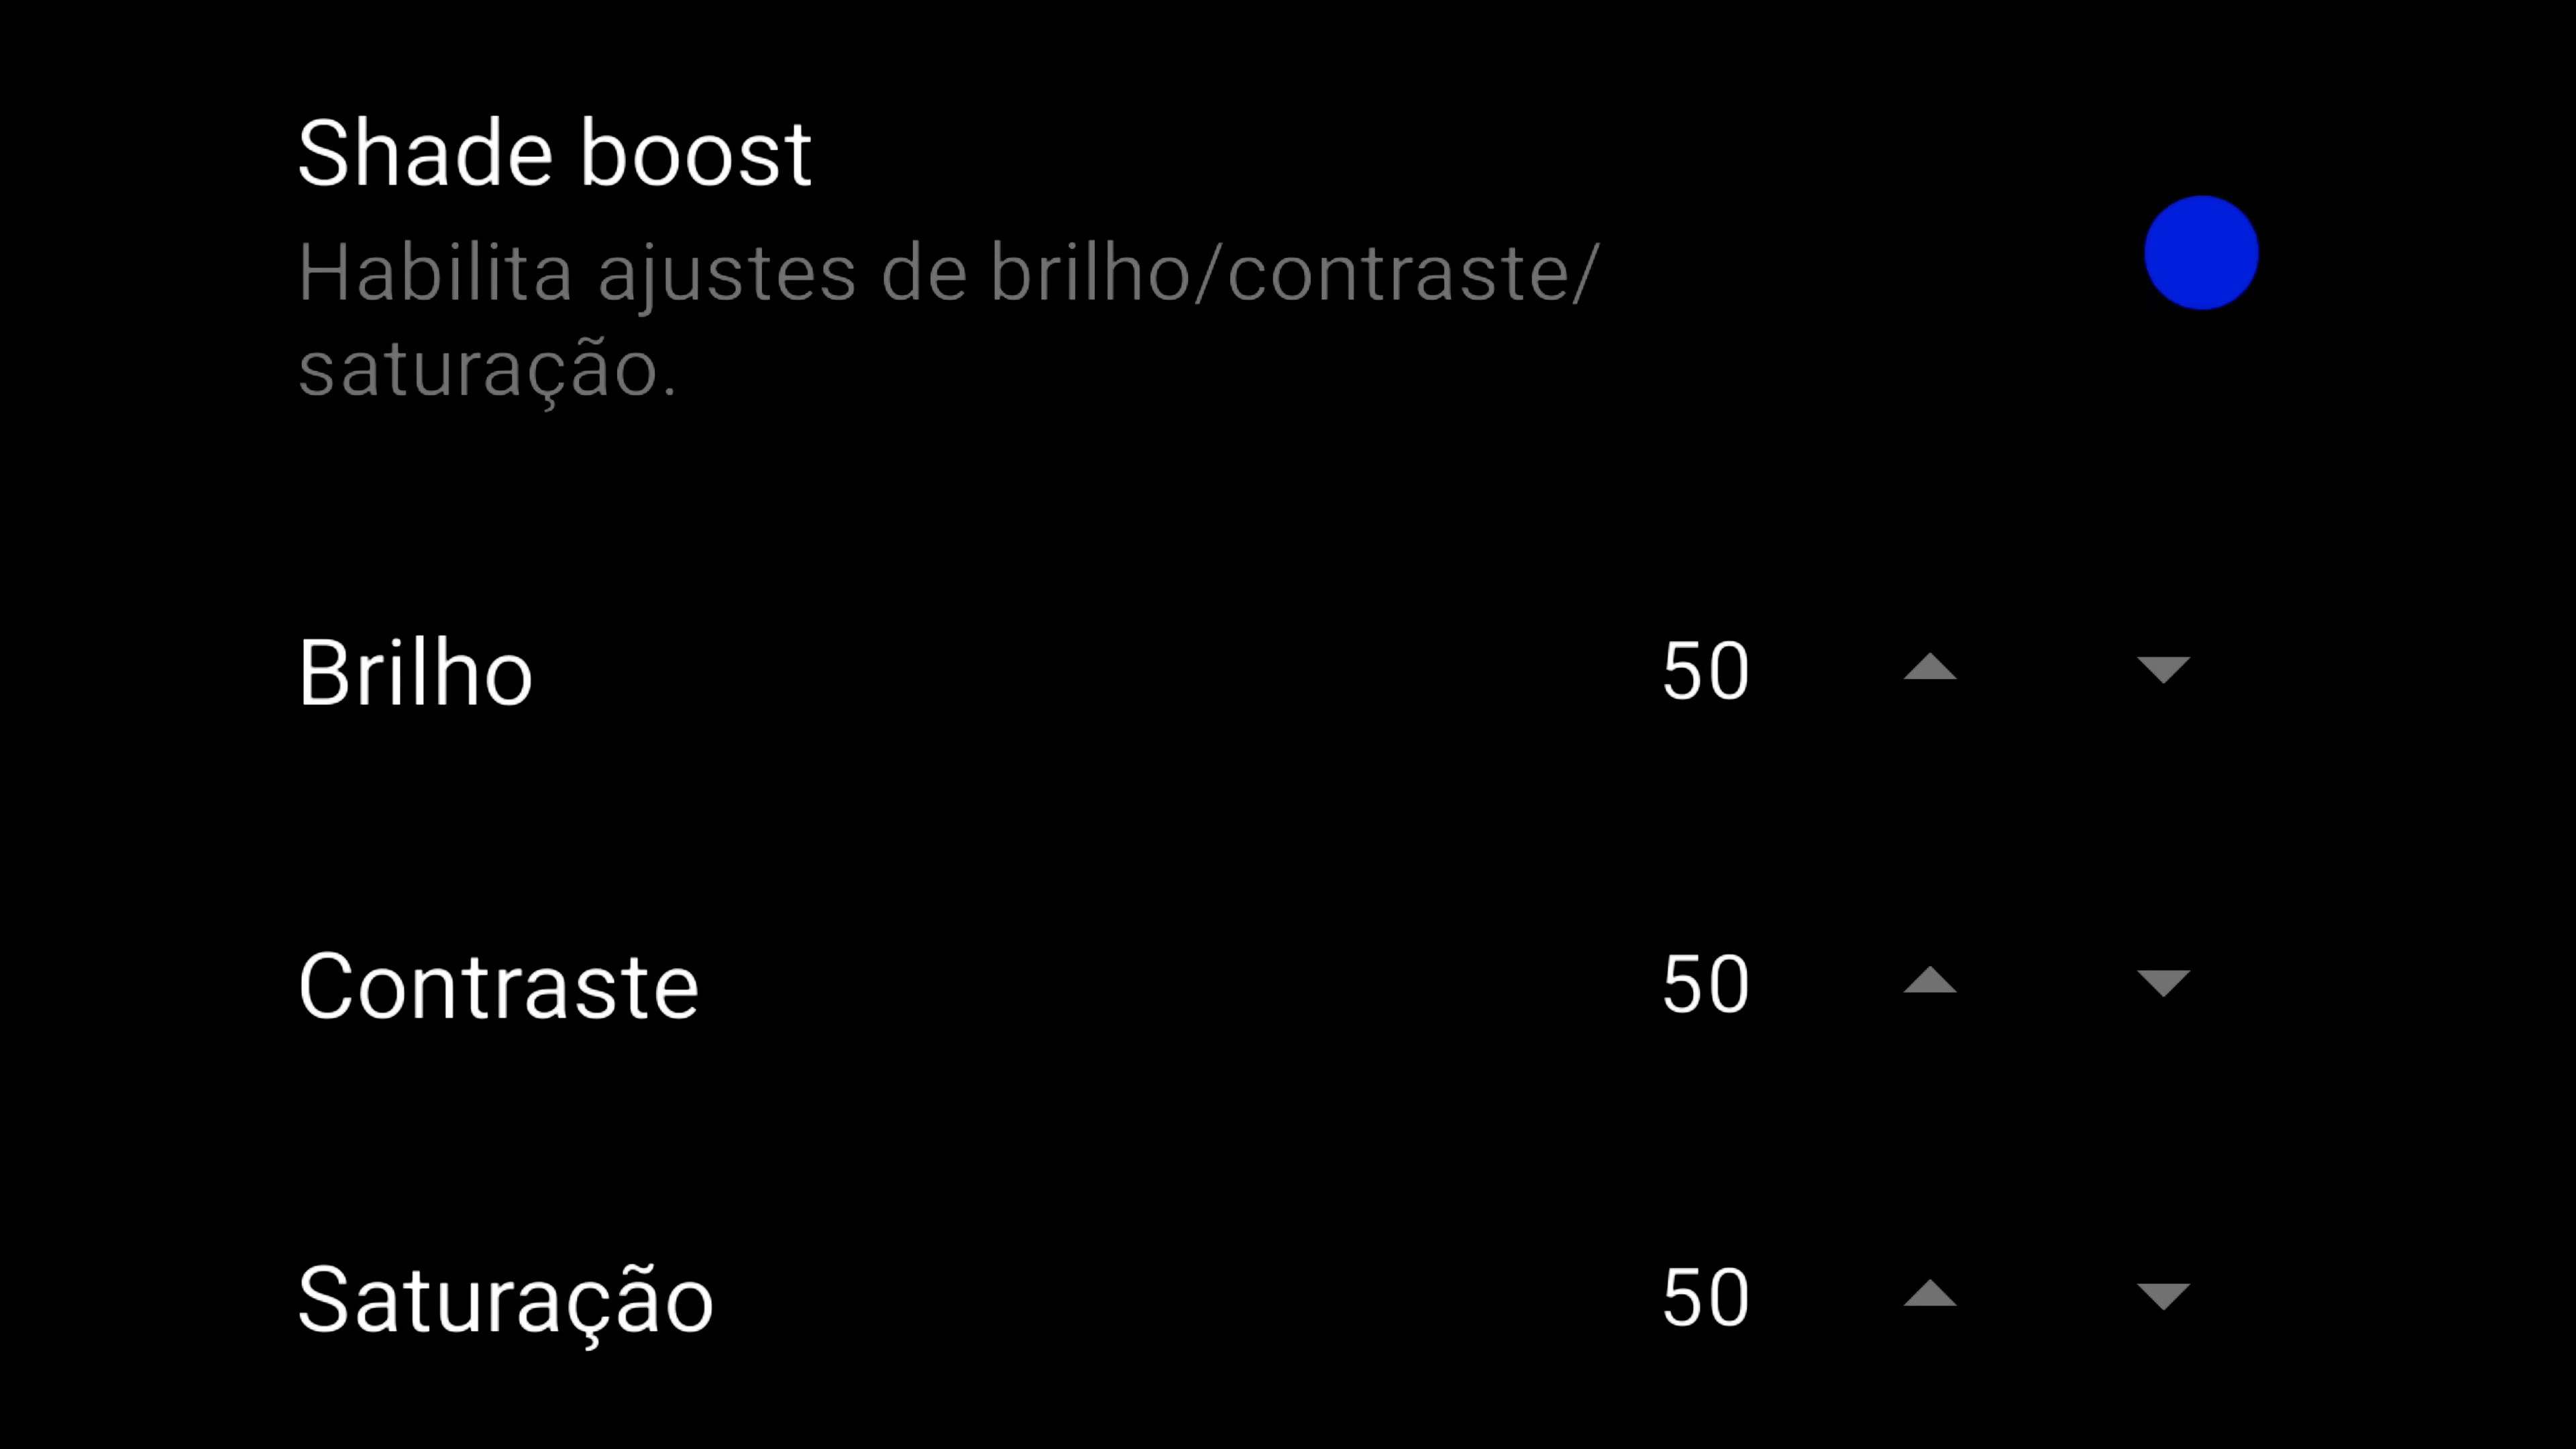 Shade boost
Habilita ajustes de brilho/contraste/
saturação.
Brilho 50
Contraste 50
Saturação 50